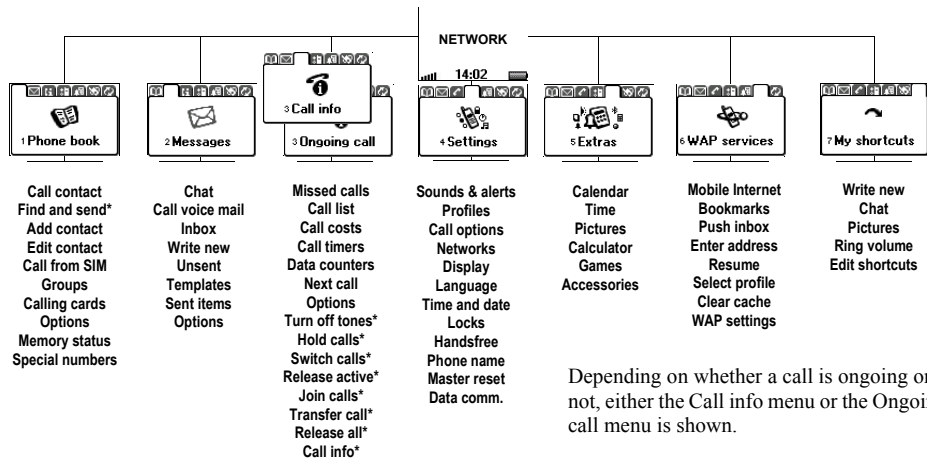 NETWORK
14:02
3 Call info
1 Phone book
2 Messages
3 Ongoing call
4 Settings
5 Extras
6 WAP services
7 My shortcuts
Call contact
Find and send*
Add contact
Edit contact
Call from SIM
Groups
Calling cards
Options
Memory status
Special numbers
Chat
Call voice mail
Inbox
Write new
Unsent
Templates
Sent items
Options
Missed calls
Call list
Call costs
Call timers
Data counters
Next call
Options
Turn off tones*
Hold calls*
Switch calls*
Release active*
Join calls*
Transfer call*
Release all*
Call info*
Sounds & alerts
Profiles
Call options
Networks
Display
Language
Time and date
Locks
Handsfree
Phone name
Master reset
Data comm.
Calendar
Time
Pictures
Calculator
Games
Accessories
Mobile Internet
Bookmarks
Push inbox
Enter address
Resume
Select profile
Clear cache
WAP settings
Write new
Chat
Pictures
Ring volume
Edit shortcuts
Depending on whether a call is ongoing or
not, either the Call info menu or the Ongoin
call menu is shown.